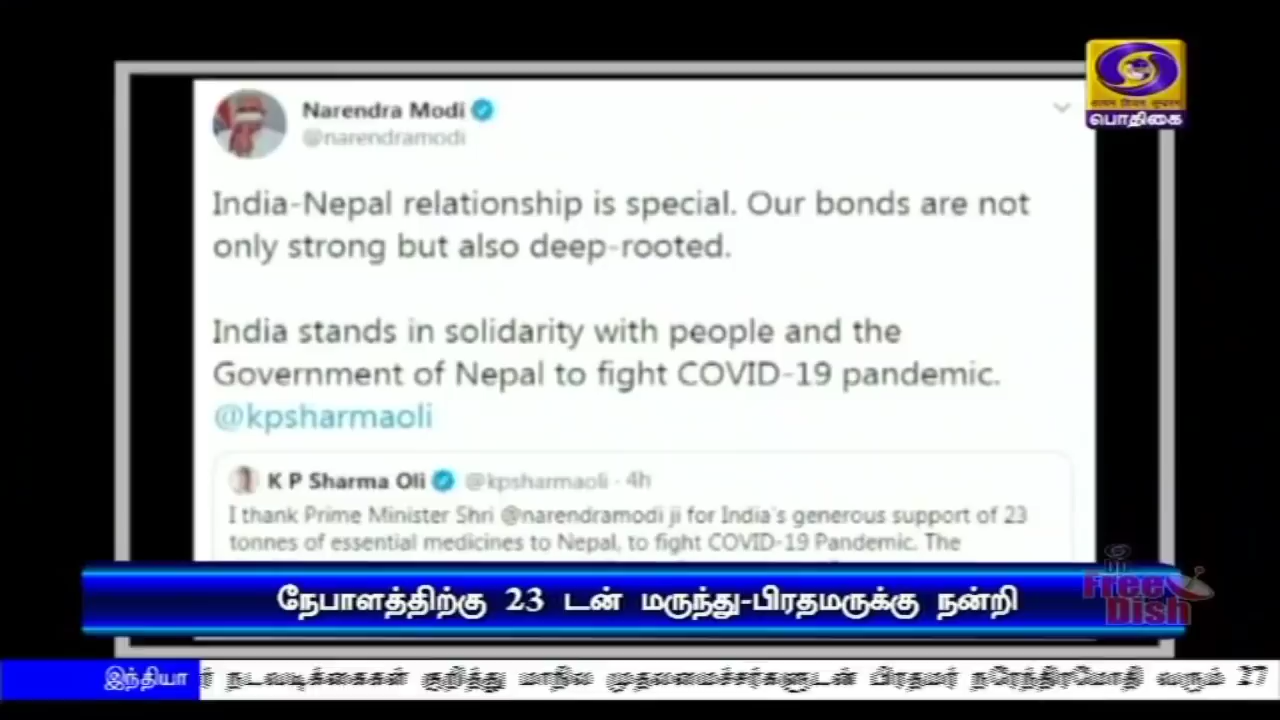 Narendra Modi
@narendramodi
பொதிகை
India-Nepal relationship is special. Our bonds are not
only strong but also deep-rooted.
India stands in solidarity with people and the
Government of Nepal to fight COVID-19 pandemic.
@kpsharmaoli
K P Sharma Oli @kpsharmaoli · 4h
I thank Prime Minister Shri @narendramodi ji for India's generous support of 23
tonnes of essential medicines to Nepal, to fight COVID-19 Pandemic. The
நேபாளத்திற்கு 23 டன் மருந்து-பிரதமருக்கு நன்றி
Free Dish
இந்தியா ர் நடவடிக்கைகள் குறித்து மாநில முதலமைச்சர்களுடன் பிரதமர் நரேந்திரமோதி வரும் 27